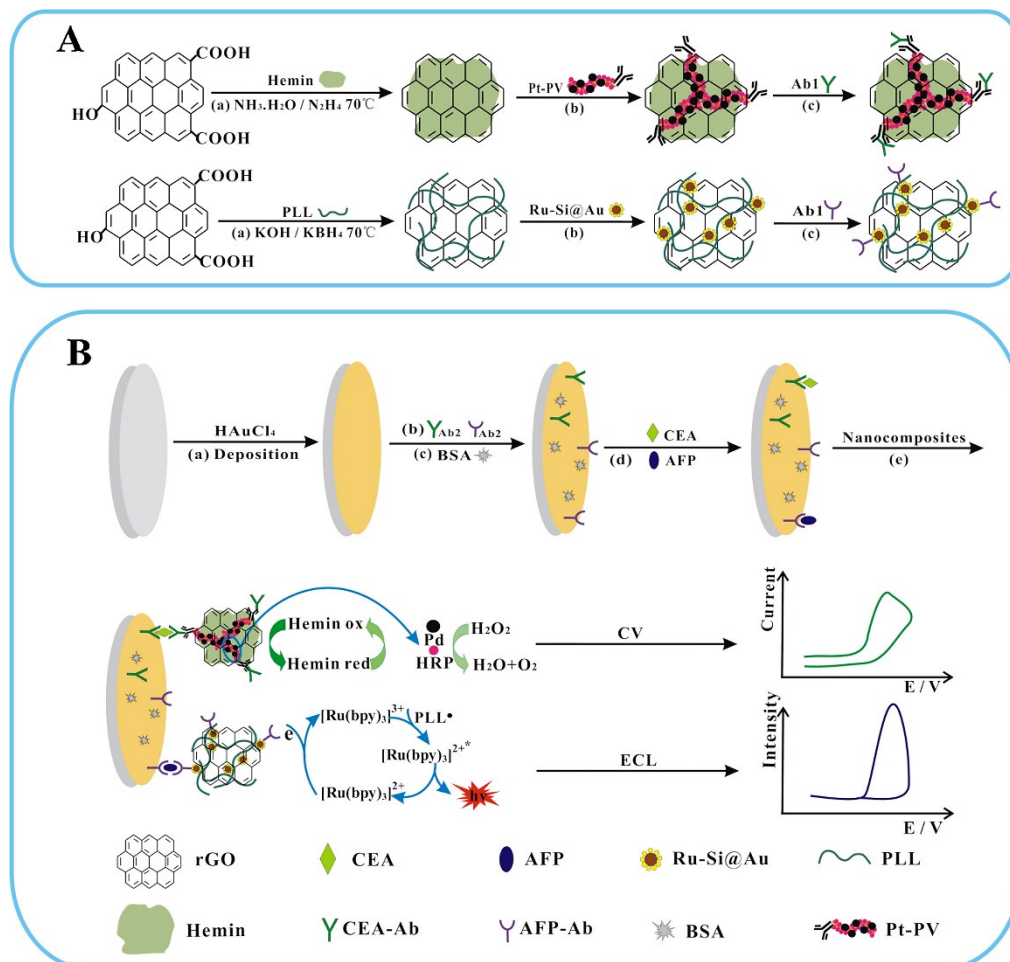 A
COOH
HO
COOH
Hemin
(a) NH₃.H₂O / N₂H₄ 70℃
Pt-PV
(b)
Ab1
(c)
COOH
HO
COOH
PLL
(a) KOH / KBH₄ 70℃
Ru-Si@Au
(b)
Ab1
(c)
B
HAuCl₄
(a) Deposition
(b) Ab2 Ab2
(c) BSA
CEA
(d) AFP
Nanocomposites
(e)
Hemin ox
Hemin red
Pd
HRP
H₂O₂
H₂O+O₂
CV
Current
E / V
e
[Ru(bpy)₃]³⁺
PLL•
[Ru(bpy)₃]²⁺*
[Ru(bpy)₃]²⁺
hv
ECL
Intensity
E / V
rGO
CEA
AFP
Ru-Si@Au
PLL
Hemin
CEA-Ab
AFP-Ab
BSA
Pt-PV